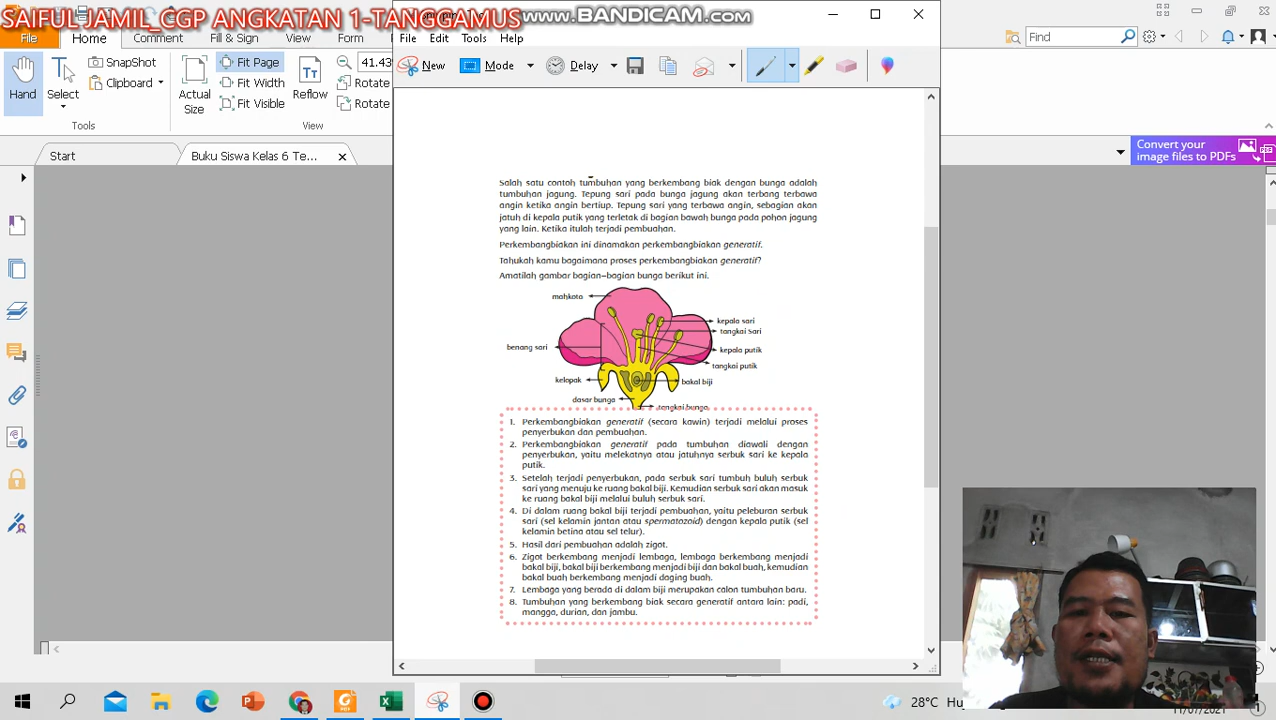 SAIFUL JAMIL_CGP ANGKATAN 1-TANGGAMUS
www.BANDICAM.com
File
Home
Comment
Fill & Sign
View
Form
File Edit Tools Help
Find
Hand
Select
SnapShot
Clipboard
Actual Size
Fit Page
Fit Width
Fit Visible
Reflow
41.43
Rotate
Rotate
Tools
View
New
Mode
Delay
Start
Buku Siswa Kelas 6 Te...
Convert your
image files to PDFs
Salah satu contoh tumbuhan yang berkembang biak dengan bunga adalah
tumbuhan jagung. Tepung sari pada bunga jagung akan terbang terbawa
angin ketika angin bertiup. Tepung sari yang terbawa angin, sebagian akan
jatuh di kepala putik yang terletak di bagian bawah bunga pada pohon jagung
yang lain. Ketika itulah terjadi pembuahan.
Perkembangbiakan ini dinamakan perkembangbiakan generatif.
Tahukah kamu bagaimana proses perkembangbiakan generatif?
Amatilah gambar bagian-bagian bunga berikut ini.
mahkota
kepala sari
tangkai sari
benang sari
kepala putik
tangkai putik
kelopak
bakal biji
dasar bunga
tangkai bunga
1. Perkembangbiakan generatif (secara kawin) terjadi melalui proses
penyerbukan dan pembuahan.
2. Perkembangbiakan generatif pada tumbuhan diawali dengan
penyerbukan, yaitu melekatnya atau jatuhnya serbuk sari ke kepala
putik.
3. Setelah terjadi penyerbukan, pada serbuk sari tumbuh buluh serbuk
sari yang menuju ke ruang bakal biji. Kemudian serbuk sari akan masuk
ke ruang bakal biji melalui buluh serbuk sari.
4. Di dalam ruang bakal biji terjadi pembuahan, yaitu peleburan serbuk
sari (sel kelamin jantan atau spermatozoid) dengan kepala putik (sel
kelamin betina atau sel telur).
5. Hasil dari pembuahan adalah zigot.
6. Zigot berkembang menjadi lembaga, lembaga berkembang menjadi
bakal biji, bakal biji berkembang menjadi biji dan bakal buah, kemudian
bakal buah berkembang menjadi daging buah.
7. Lembaga yang berada di dalam biji merupakan calon tumbuhan baru.
8. Tumbuhan yang berkembang biak secara generatif antara lain: padi,
mangga, durian, dan jambu.
28°C
11/07/2021